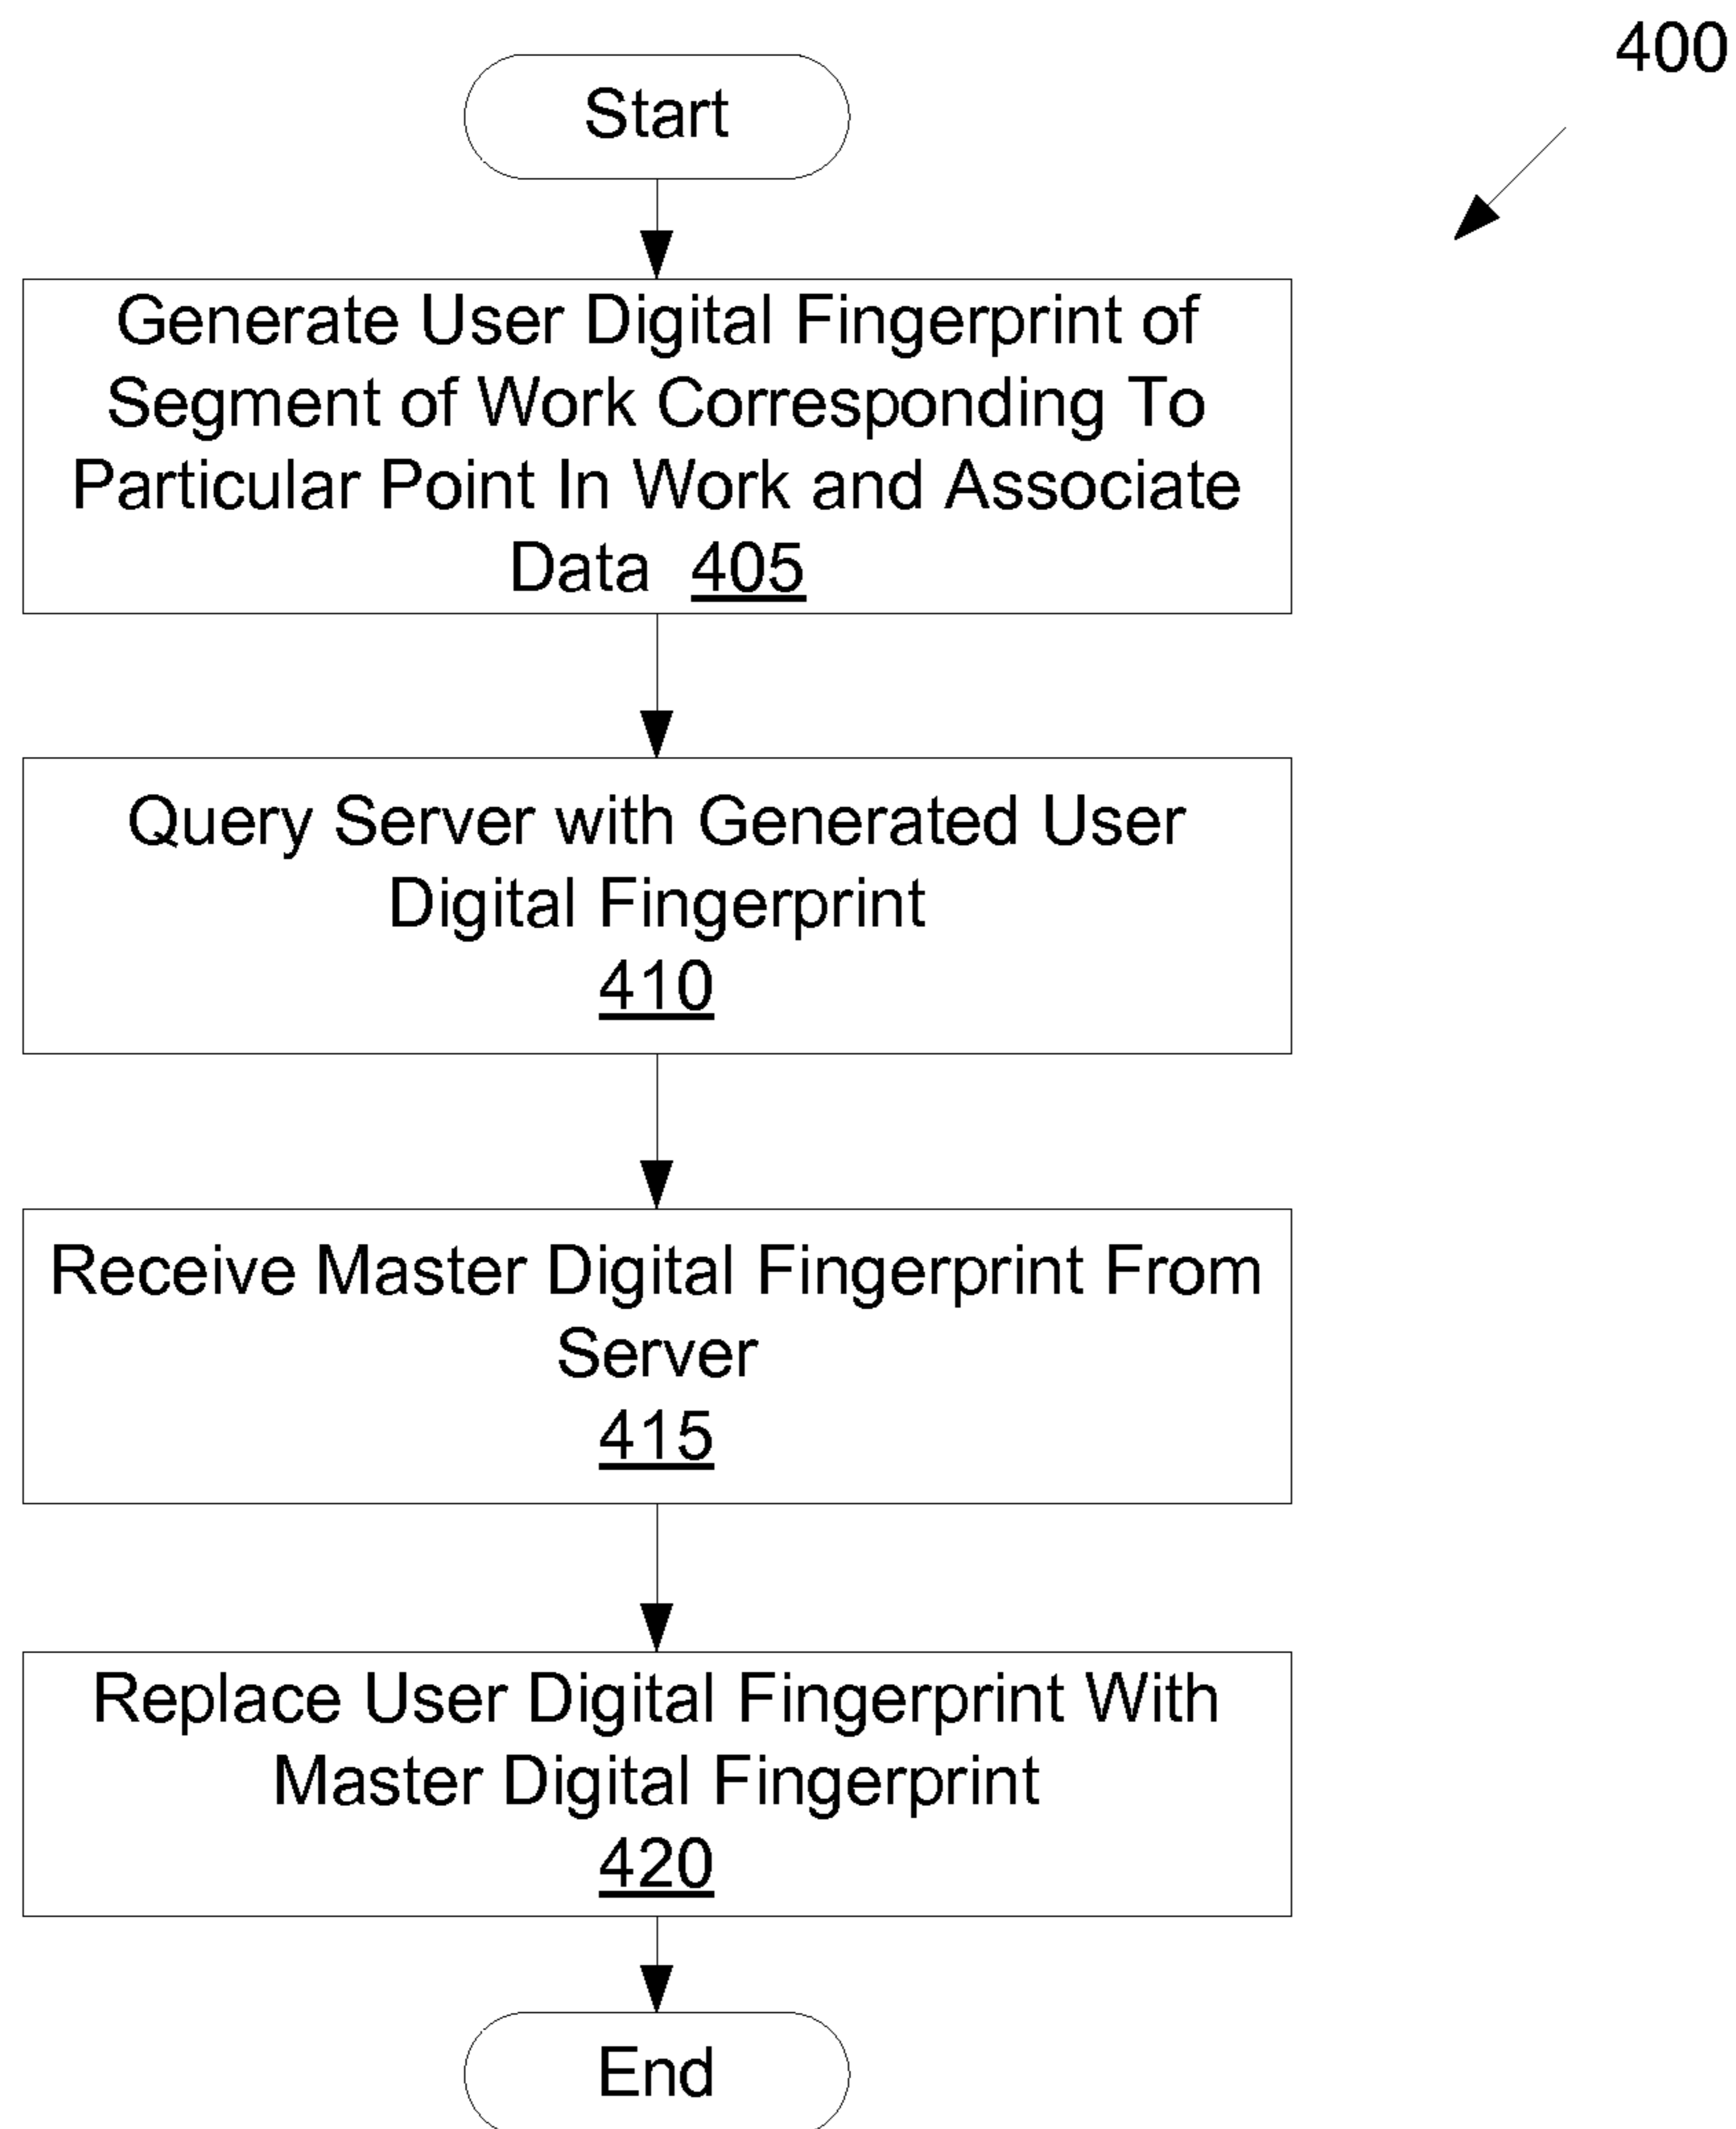 400
Start
Generate User Digital Fingerprint of
Segment of Work Corresponding To
Particular Point In Work and Associate
Data 405
Query Server with Generated User
Digital Fingerprint
410
Receive Master Digital Fingerprint From
Server
415
Replace User Digital Fingerprint With
Master Digital Fingerprint
420
End